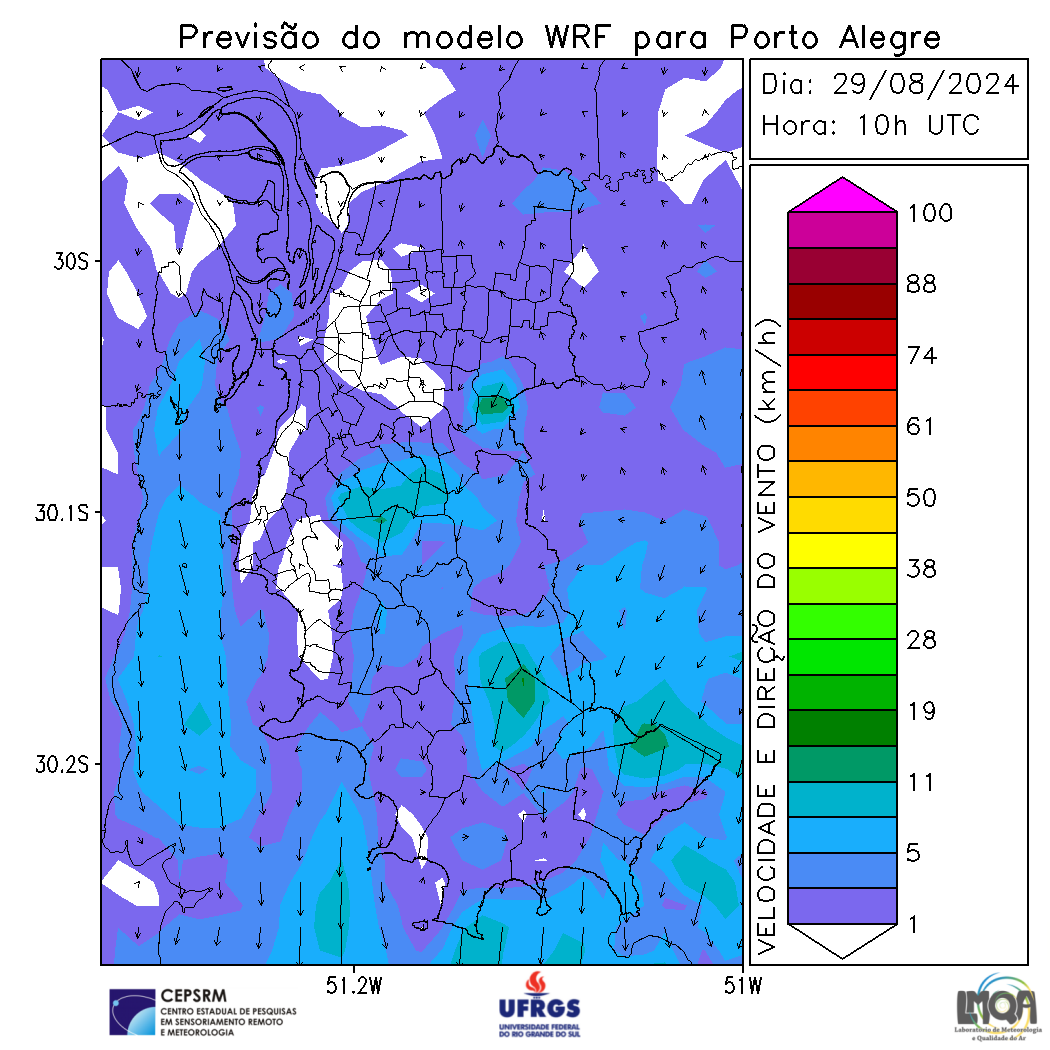 Previsão do modelo WRF para Porto Alegre
Dia: 29/08/2024
Hora: 10h UTC
30S
30.1S
30.2S
51.2W
51W
VELOCIDADE E DIREÇÃO DO VENTO (km/h)
100
88
74
61
50
38
28
19
11
5
1
CEPSRM
CENTRO ESTADUAL DE PESQUISAS
EM SENSORIAMENTO REMOTO
E METEOROLOGIA
UFRGS
UNIVERSIDADE FEDERAL
DO RIO GRANDE DO SUL
LMQA
Laboratório de Meteorologia
e Qualidade do Ar